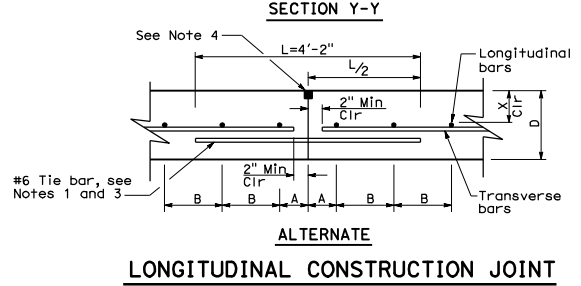 SECTION Y-Y
See Note 4
L=4'-2"
L/2
Longitudinal
bars
2" Min
Clr
X
Clr
D
#6 Tie bar, see
Notes 1 and 3
2" Min
Clr
Transverse
bars
B B A A B B
ALTERNATE
LONGITUDINAL CONSTRUCTION JOINT